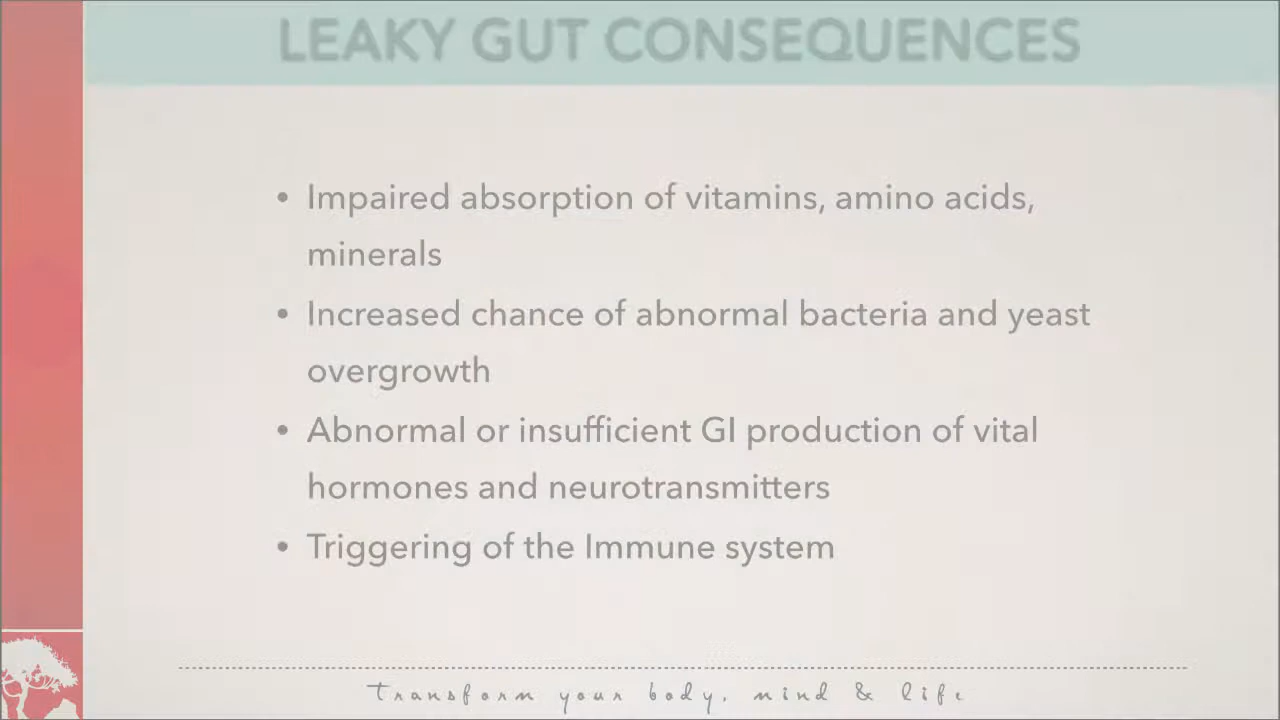 LEAKY GUT CONSEQUENCES
• Impaired absorption of vitamins, amino acids,
minerals
• Increased chance of abnormal bacteria and yeast
overgrowth
• Abnormal or insufficient GI production of vital
hormones and neurotransmitters
• Triggering of the Immune system
Transform your body, mind & life